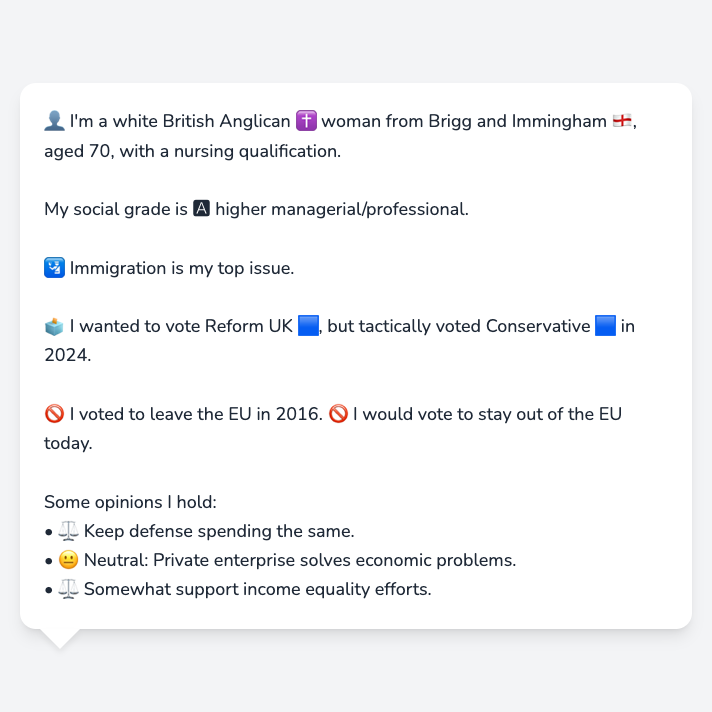 👤 I'm a white British Anglican ✝️ woman from Brigg and Immingham 🏴󠁧󠁢󠁥󠁮󠁧󠁿,
aged 70, with a nursing qualification.
My social grade is 🅰️ higher managerial/professional.
🛂 Immigration is my top issue.
🗳️ I wanted to vote Reform UK 🟦, but tactically voted Conservative 🟦 in
2024.
🚫 I voted to leave the EU in 2016. 🚫 I would vote to stay out of the EU
today.
Some opinions I hold:
• ⚖️ Keep defense spending the same.
• 😐 Neutral: Private enterprise solves economic problems.
• ⚖️ Somewhat support income equality efforts.